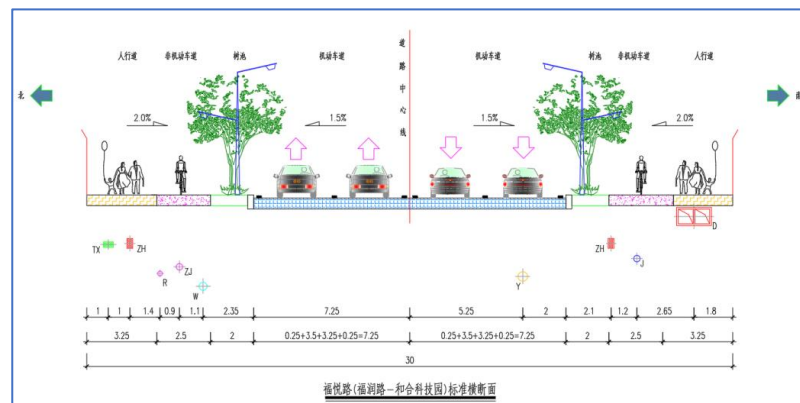 人行道 非机动车道 树池 机动车道 道路中心线 机动车道 树池 非机动车道 人行道
北 南
2.0% 1.5% 1.5% 2.0%
D
TX ZH ZH
R ZJ J
W Y
1 1 1.4 0.9 1.1 2.35 7.25 5.25 2 2.1 1.2 2.65 1.8
3.25 2.5 2 0.25+3.5+3.25+0.25=7.25 0.25+3.5+3.25+0.25=7.25 2 2.5 3.25
30
福悦路(福润路—和合科技园)标准横断面